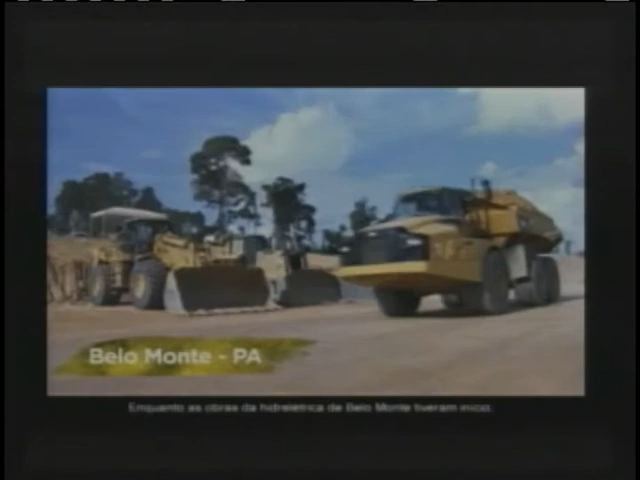 Belo Monte - PA
Enquanto as obras da hidrelétrica de Belo Monte tiveram início.